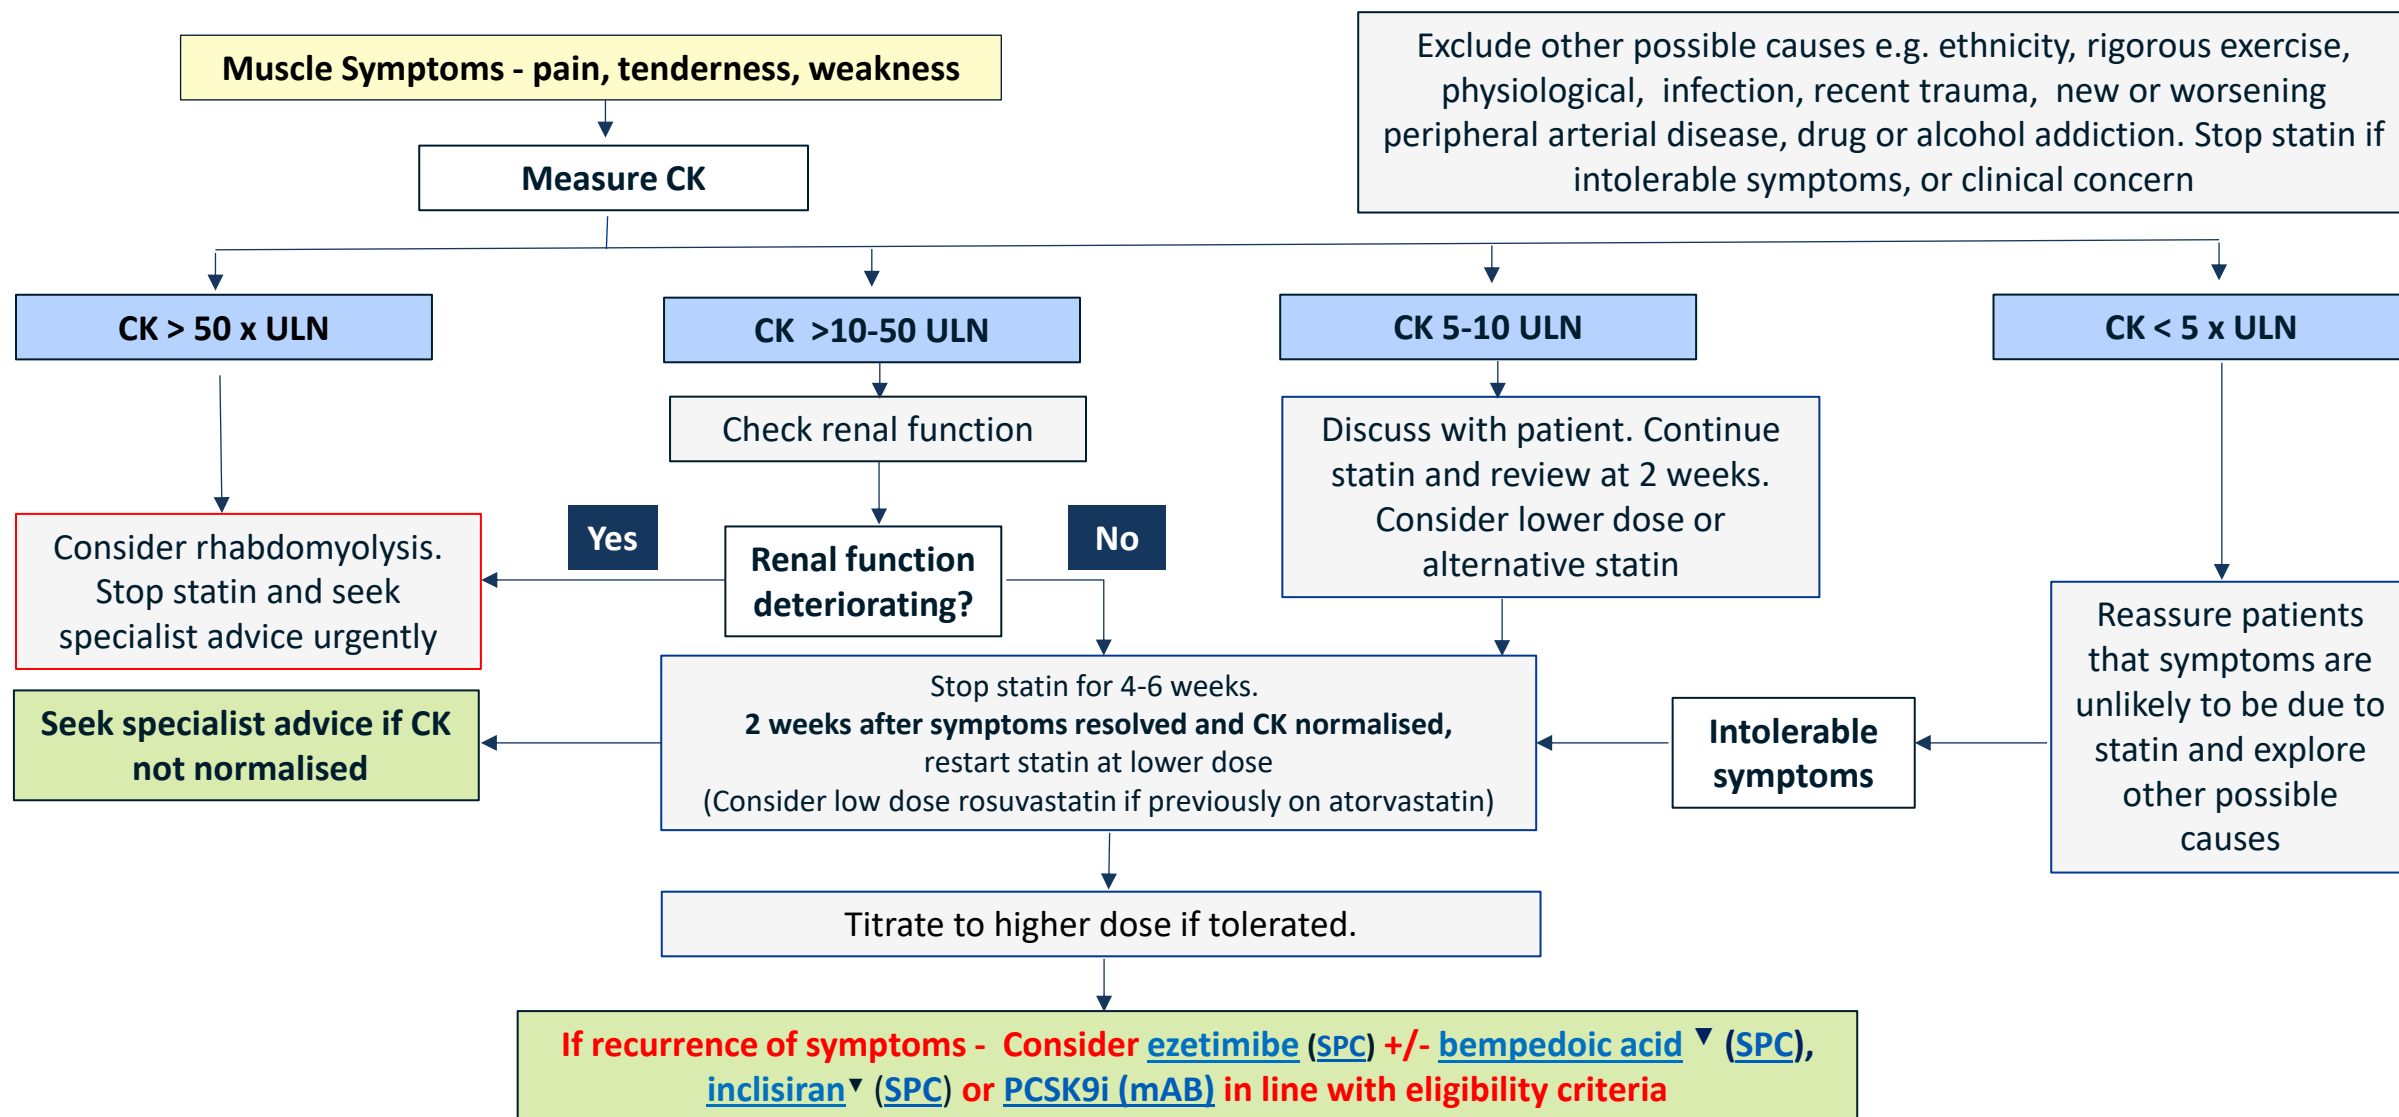 Muscle Symptoms - pain, tenderness, weakness
Exclude other possible causes e.g. ethnicity, rigorous exercise,
physiological, infection, recent trauma, new or worsening
peripheral arterial disease, drug or alcohol addiction. Stop statin if
intolerable symptoms, or clinical concern
Measure CK
CK > 50 x ULN
CK >10-50 ULN
CK 5-10 ULN
CK < 5 x ULN
Check renal function
Discuss with patient. Continue
statin and review at 2 weeks.
Consider lower dose or
alternative statin
Consider rhabdomyolysis.
Stop statin and seek
specialist advice urgently
Yes
Renal function
deteriorating?
No
Reassure patients
that symptoms are
unlikely to be due to
statin and explore
other possible
causes
Seek specialist advice if CK
not normalised
Stop statin for 4-6 weeks.
2 weeks after symptoms resolved and CK normalised,
restart statin at lower dose
(Consider low dose rosuvastatin if previously on atorvastatin)
Intolerable
symptoms
Titrate to higher dose if tolerated.
If recurrence of symptoms - Consider ezetimibe (SPC) +/- bempedoic acid ▼ (SPC),
inclisiran▼ (SPC) or PCSK9i (mAB) in line with eligibility criteria